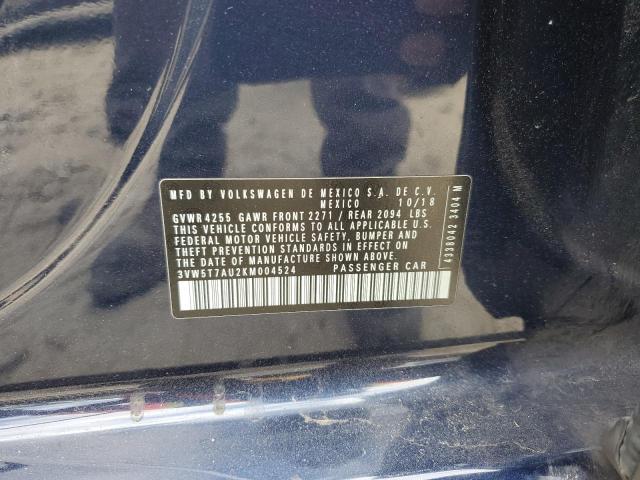 MFD BY VOLKSWAGEN DE MEXICO S.A. DE C.V.
MEXICO 10/18
GVWR 4255 GAWR FRONT 2271 / REAR 2094 LBS
THIS VEHICLE CONFORMS TO ALL APPLICABLE U.S.
FEDERAL MOTOR VEHICLE SAFETY, BUMPER AND
THEFT PREVENTION STANDARDS IN EFFECT ON
THE DATE OF MANUFACTURE SHOWN ABOVE.
3VW5T7AU2KM004524 PASSENGER CAR
4338042 3404 M